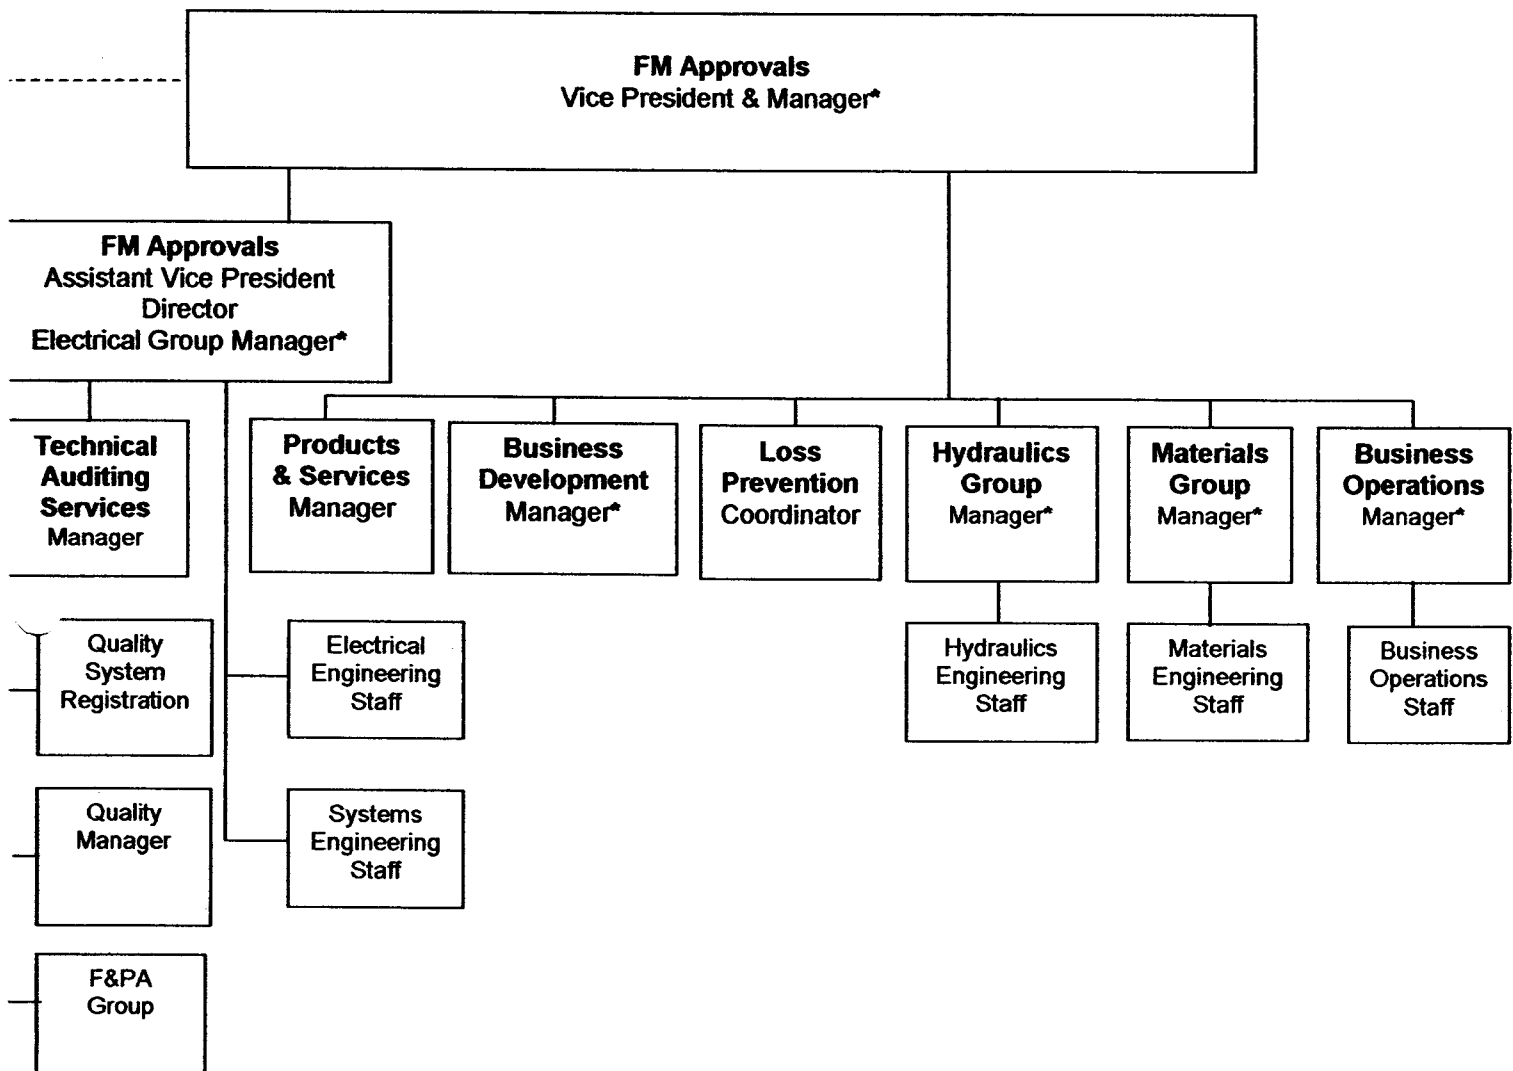 FM Approvals
Vice President & Manager*
FM Approvals
Assistant Vice President
Director
Electrical Group Manager*
Technical
Auditing
Services
Manager
Products
& Services
Manager
Business
Development
Manager*
Loss
Prevention
Coordinator
Hydraulics
Group
Manager*
Materials
Group
Manager*
Business
Operations
Manager*
Quality
System
Registration
Electrical
Engineering
Staff
Hydraulics
Engineering
Staff
Materials
Engineering
Staff
Business
Operations
Staff
Quality
Manager
Systems
Engineering
Staff
F&PA
Group